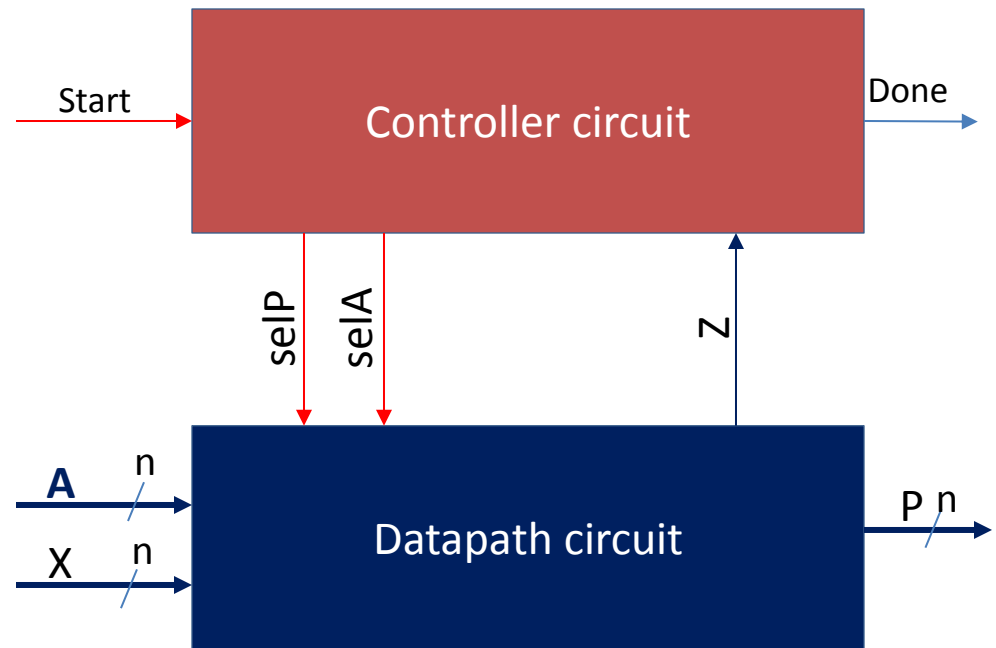 Start
Controller circuit
Done
selP
selA
Z
A
n
X
n
Datapath circuit
P
n